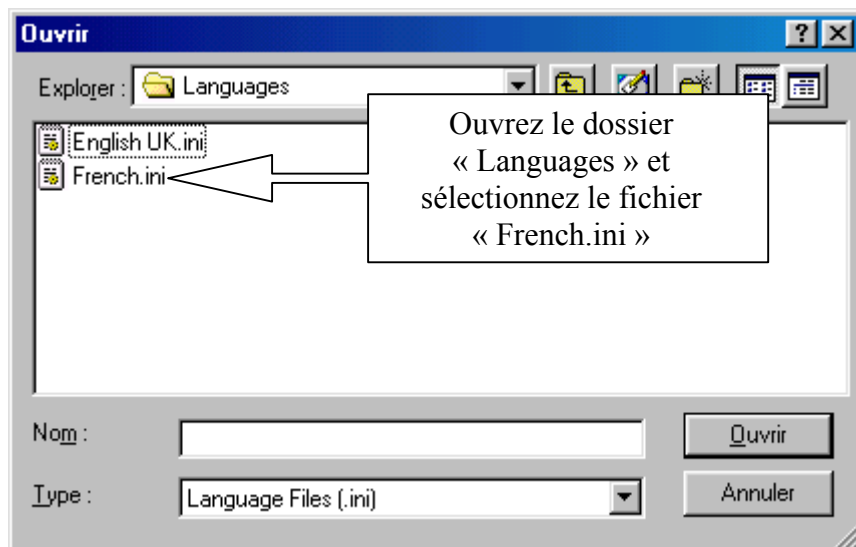 Ouvrir
Explorer : Languages
English UK.ini
French.ini
Ouvrez le dossier
« Languages » et
sélectionnez le fichier
« French.ini »
Nom : Ouvrir
Type : Language Files (.ini) Annuler